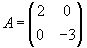 A = ( 2 0
0 -3 )